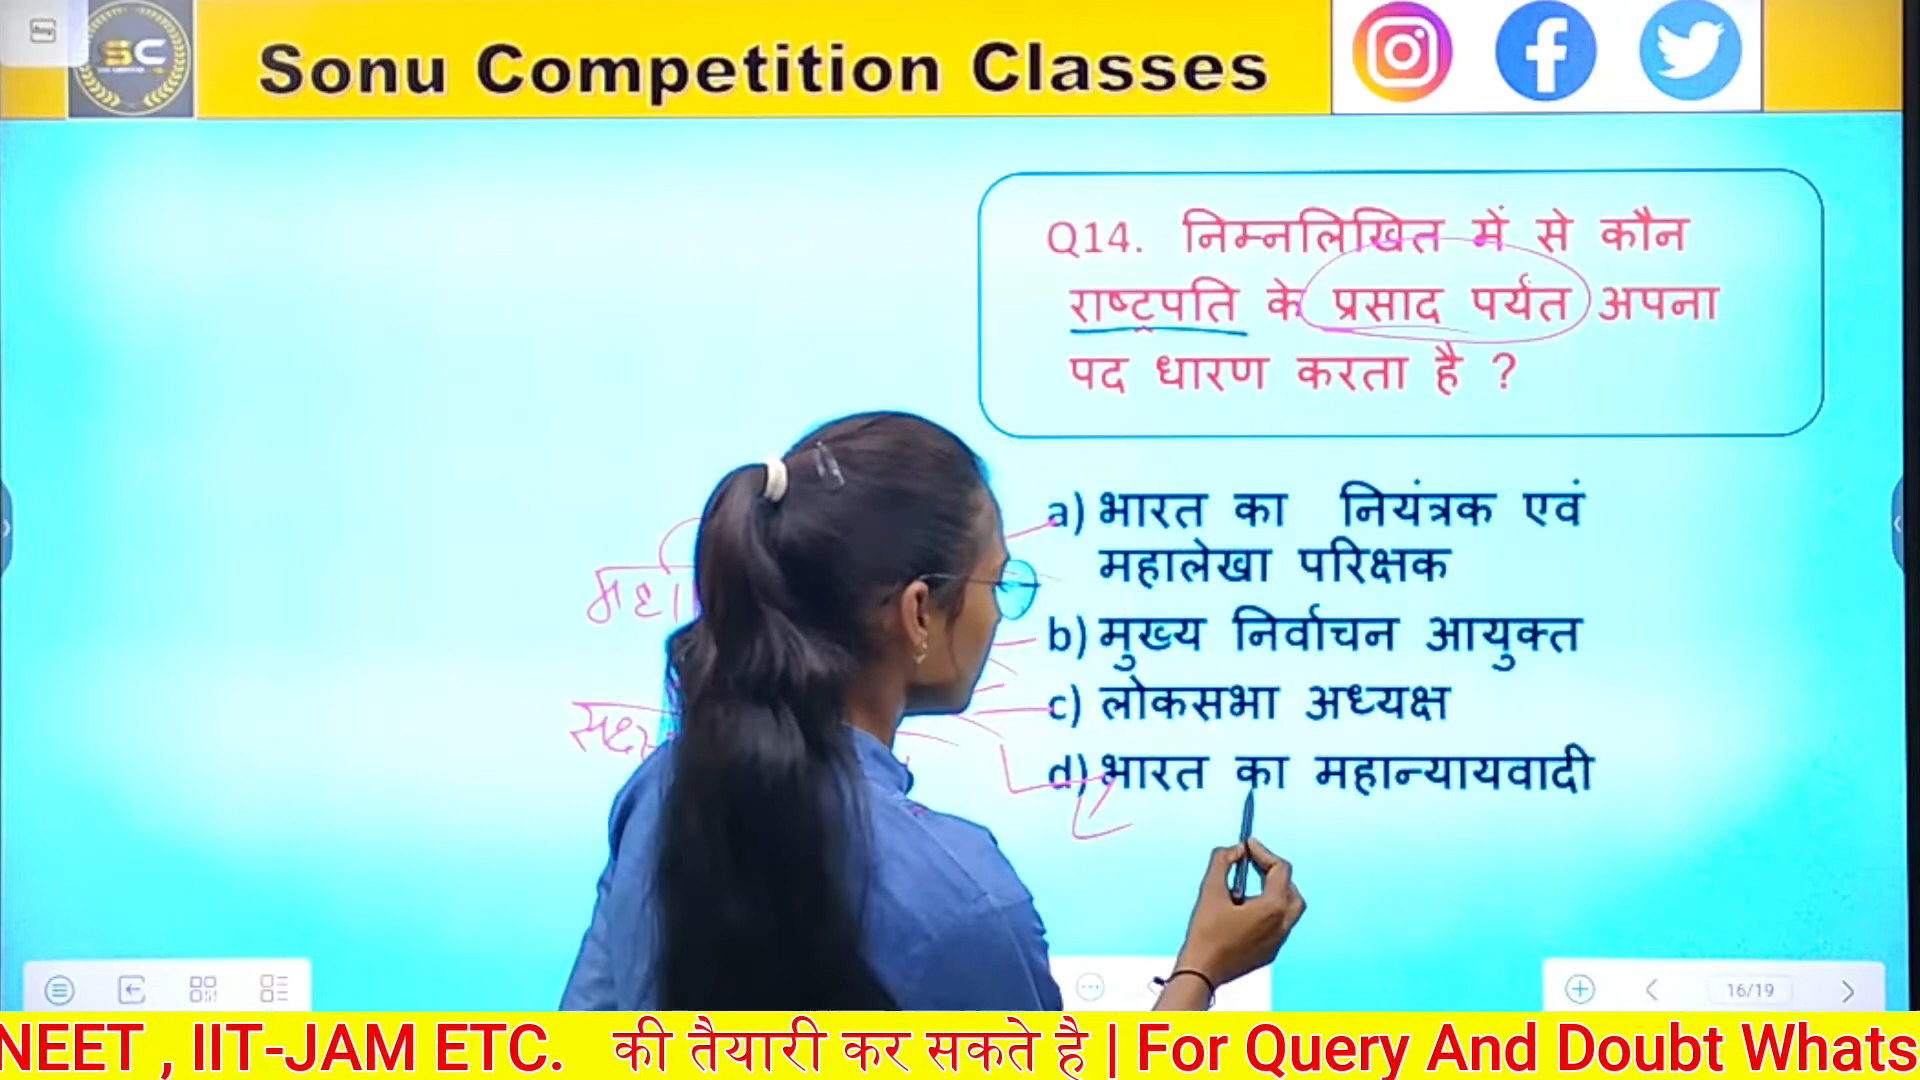 SC
Sonu Competition Classes
Q14. निम्नलिखित में से कौन
राष्ट्रपति के प्रसाद पर्यंत अपना
पद धारण करता है ?
a) भारत का नियंत्रक एवं
महालेखा परिक्षक
b) मुख्य निर्वाचन आयुक्त
c) लोकसभा अध्यक्ष
d) भारत का महान्यायवादी
16/19
NEET , IIT-JAM ETC. की तैयारी कर सकते है | For Query And Doubt Whats